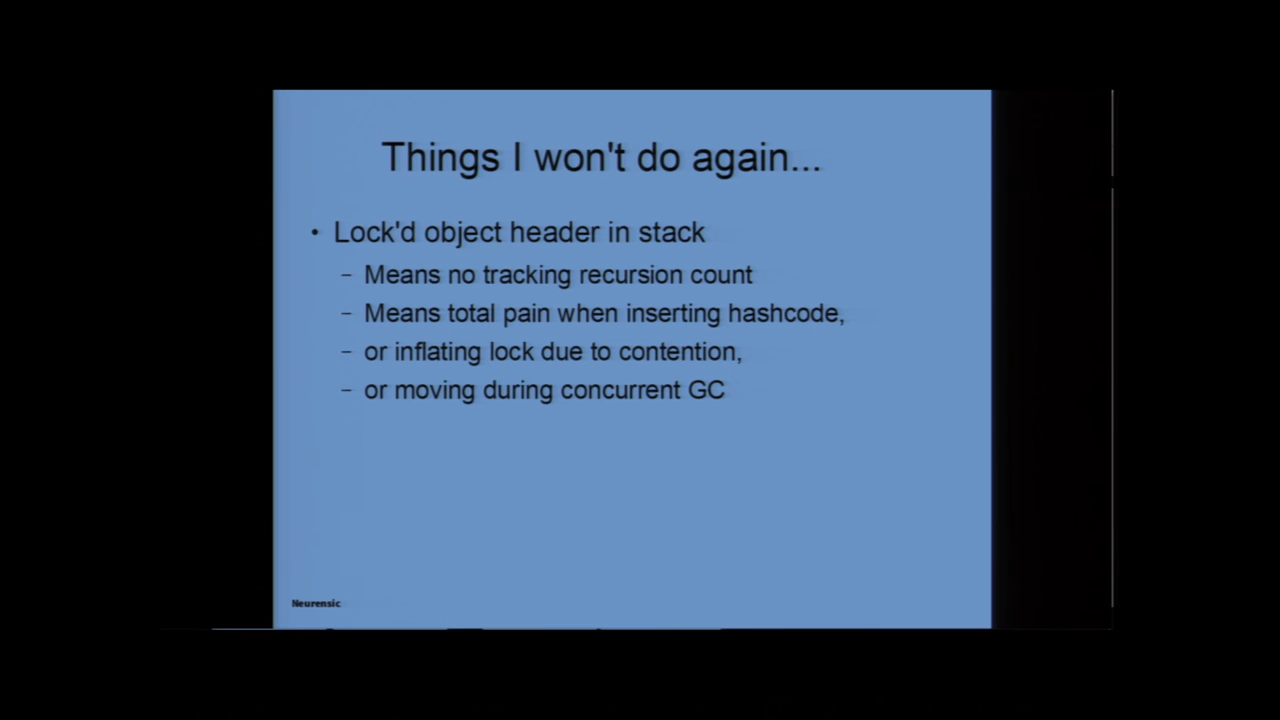 Things I won't do again...
• Lock'd object header in stack
– Means no tracking recursion count
– Means total pain when inserting hashcode,
– or inflating lock due to contention,
– or moving during concurrent GC
Neurensic